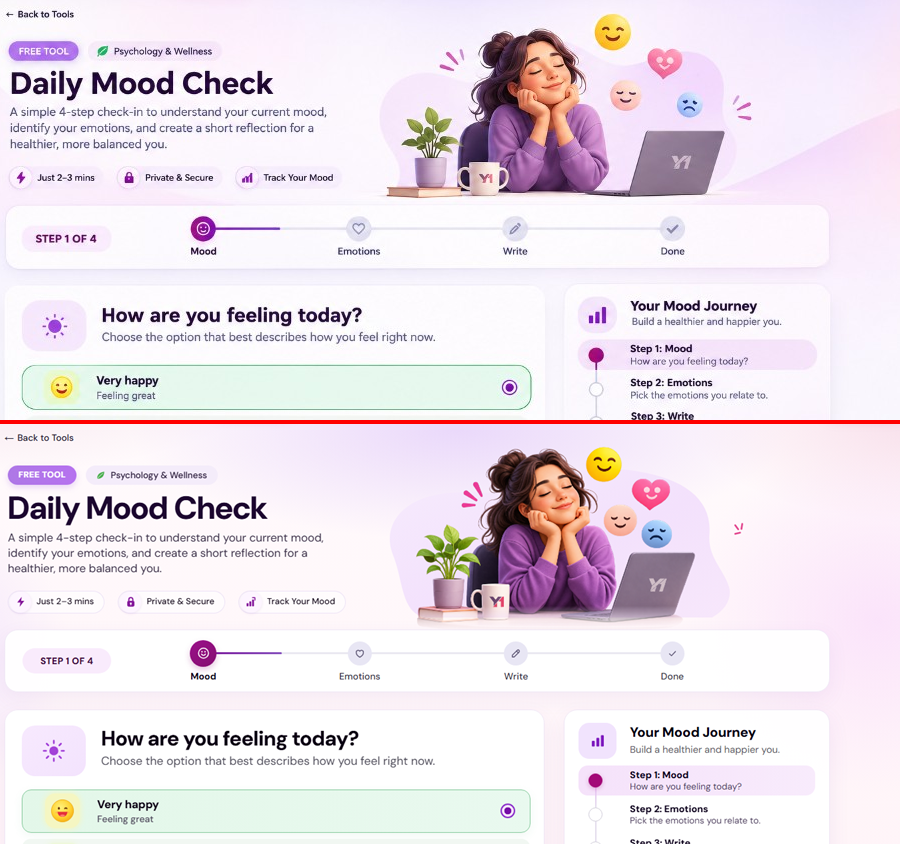 ← Back to Tools
FREE TOOL
Psychology & Wellness
Daily Mood Check
A simple 4-step check-in to understand your current mood,
identify your emotions, and create a short reflection for a
healthier, more balanced you.
Just 2–3 mins
Private & Secure
Track Your Mood
YI
YI
STEP 1 OF 4
Mood
Emotions
Write
Done
How are you feeling today?
Choose the option that best describes how you feel right now.
Very happy
Feeling great
Your Mood Journey
Build a healthier and happier you.
Step 1: Mood
How are you feeling today?
Step 2: Emotions
Pick the emotions you relate to.
Step 3: Write
← Back to Tools
FREE TOOL
Psychology & Wellness
Daily Mood Check
A simple 4-step check-in to understand your current mood,
identify your emotions, and create a short reflection for a
healthier, more balanced you.
Just 2–3 mins
Private & Secure
Track Your Mood
YI
YI
STEP 1 OF 4
Mood
Emotions
Write
Done
How are you feeling today?
Choose the option that best describes how you feel right now.
Very happy
Feeling great
Your Mood Journey
Build a healthier and happier you.
Step 1: Mood
How are you feeling today?
Step 2: Emotions
Pick the emotions you relate to.
Step 3: Write